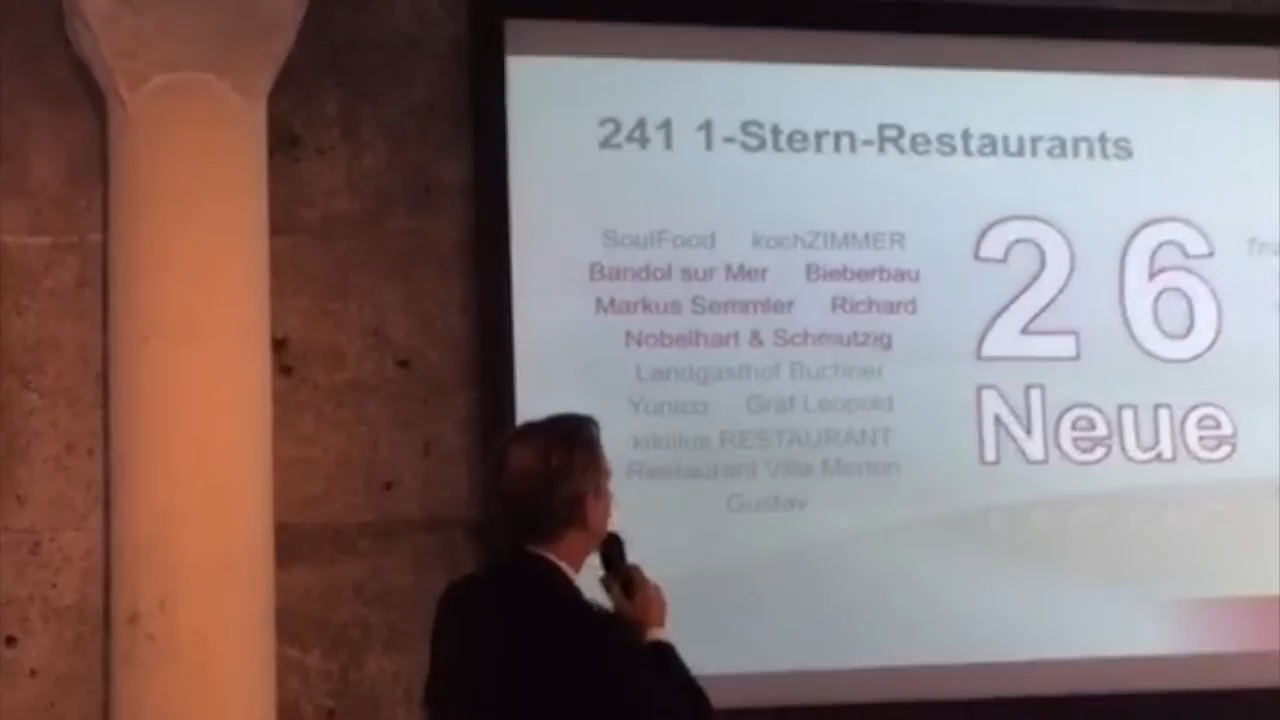 241 1-Stern-Restaurants
SoulFood kochZIMMER
Bandol sur Mer Bieberbau
Markus Semmler Richard
Nobelhart & Schmutzig
Landgasthof Buchner
Yunico Graf Leopold
RESTAURANT
Restaurant Villa Merton
Gustav
26
Neue